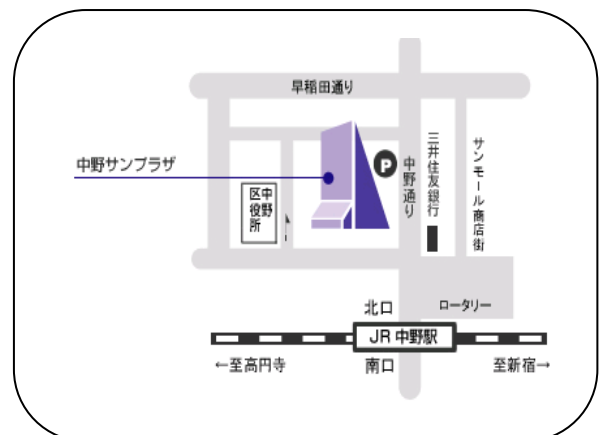 早稲田通り
中野サンプラザ
P
中野通り
三井住友銀行
サンモール商店街
中野
区役所
北口
ロータリー
JR 中野駅
←至高円寺
南口
至新宿→